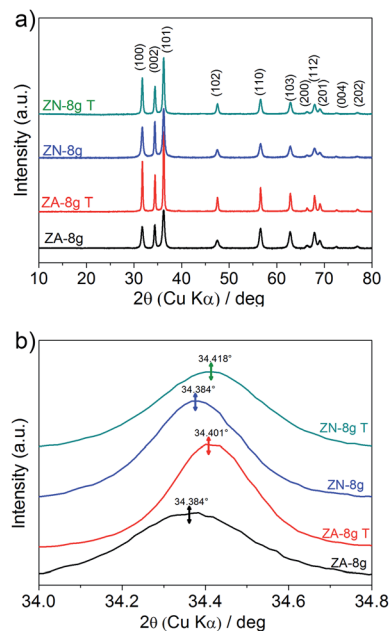 a)
(100)
(002)
(101)
(102)
(110)
(103)
(200)
(112)
(201)
(004)
(202)
ZN-8g T
ZN-8g
ZA-8g T
ZA-8g
Intensity (a.u.)
10 20 30 40 50 60 70 80
2θ (Cu Kα) / deg
b)
34.418°
ZN-8g T
34.384°
ZN-8g
34.401°
ZA-8g T
34.384°
ZA-8g
Intensity (a.u.)
34.0 34.2 34.4 34.6 34.8
2θ (Cu Kα) / deg